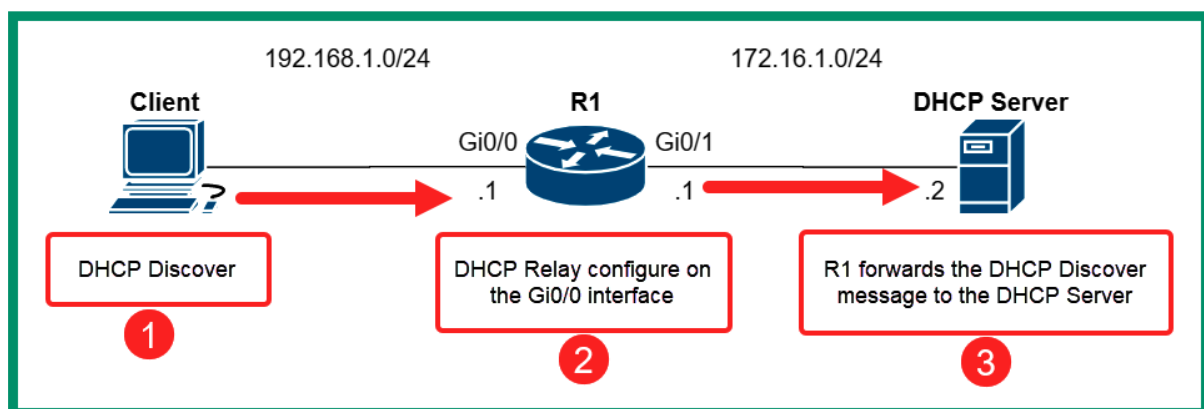 192.168.1.0/24
172.16.1.0/24
Client
R1
DHCP Server
Gi0/0
Gi0/1
?
.1
.1
.2
DHCP Discover
DHCP Relay configure on
the Gi0/0 interface
R1 forwards the DHCP Discover
message to the DHCP Server
1
2
3